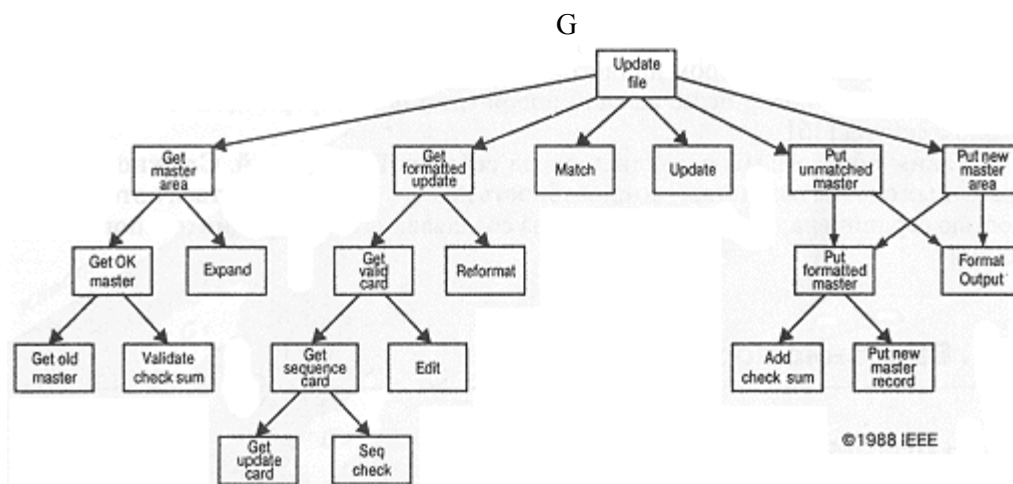 G
Update
file
Get
master
area
Get
formatted
update
Match
Update
Put
unmatched
master
Put new
master
area
Get OK
master
Expand
Get
valid
card
Reformat
Put
formatted
master
Format
Output
Get old
master
Validate
check sum
Get
sequence
card
Edit
Add
check sum
Put new
master
record
Get
update
card
Seq
check
©1988 IEEE